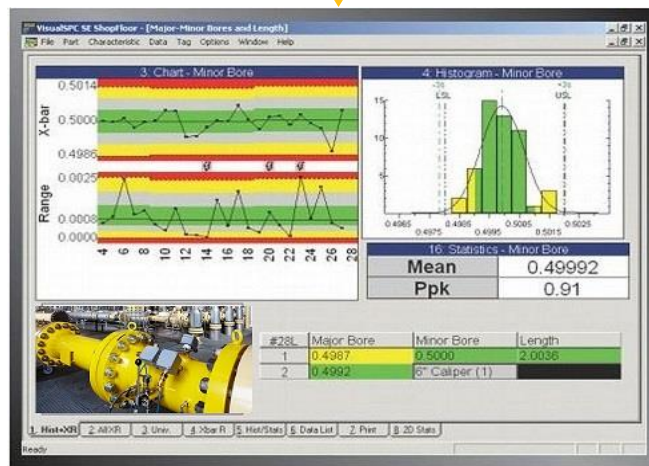 VisualSPC SE ShopFloor - [Major-Minor Bores and Length]
File Part Characteristic Data Tag Options Window Help
3: Chart - Minor Bore
0.5014
X-bar
0.5000
0.4986
0.0025
Range
0.0008
0.0000
4 6 8 10 12 14 16 18 20 22 24 26 27 28
4: Histogram - Minor Bore
-3s +3s
LSL USL
15
10
5
0.4965 0.4985 0.5005 0.5025
0.4975 0.4995 0.5015
16: Statistics - Minor Bore
Mean 0.49992
Ppk 0.91
#28L Major Bore Minor Bore Length
1 0.4987 0.5000 2.0036
2 0.4992 6" Caliper (1)
1. Hist+XR 2. All XR 3. Univ. 4. Xbar R 5. Hist/Stats 6. Data List 7. Print 8. 2D Stats
Ready